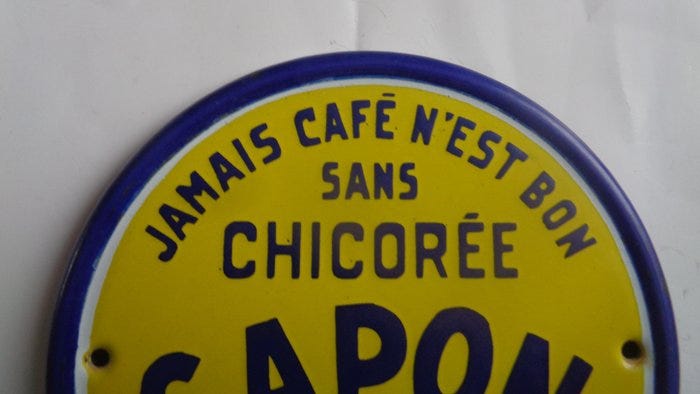 JAMAIS CAFÉ N'EST BON
SANS
CHICORÉE